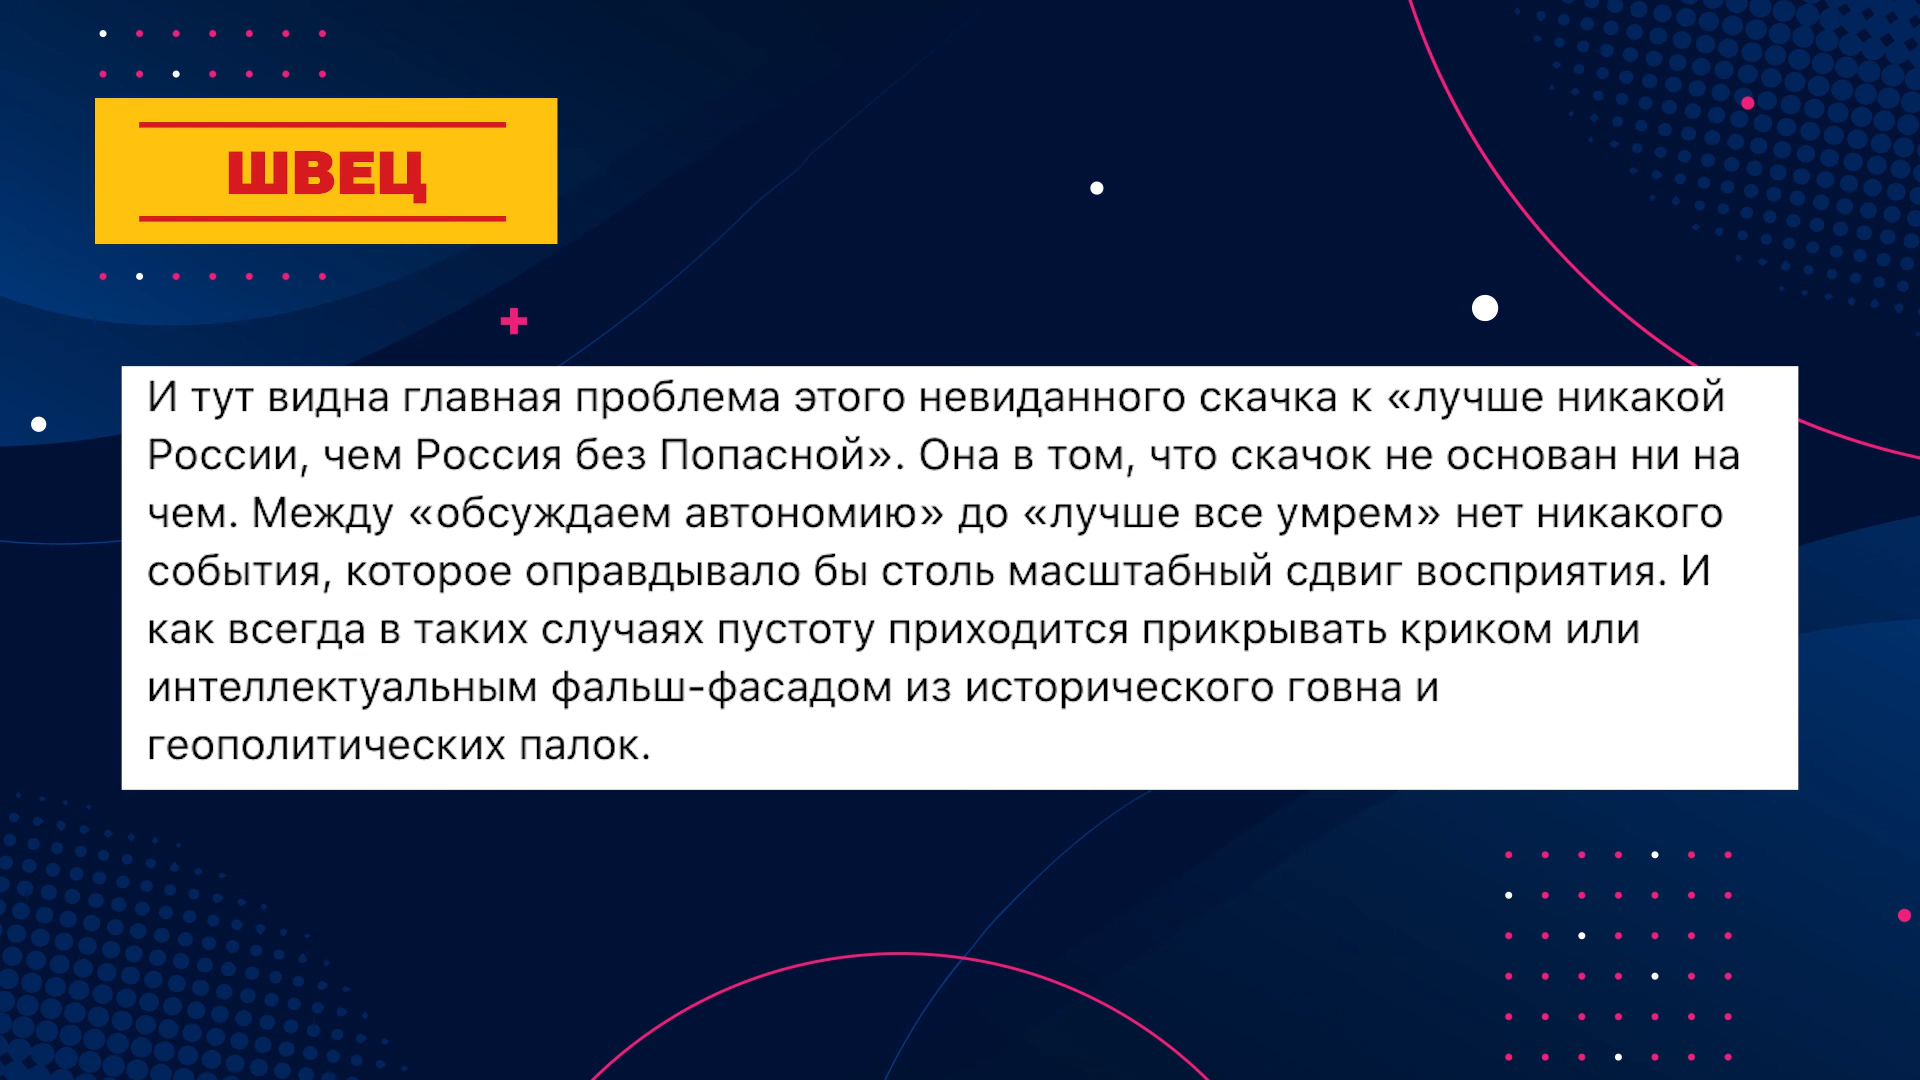 ШВЕЦ
И тут видна главная проблема этого невиданного скачка к «лучше никакой
России, чем Россия без Попасной». Она в том, что скачок не основан ни на
чем. Между «обсуждаем автономию» до «лучше все умрем» нет никакого
события, которое оправдывало бы столь масштабный сдвиг восприятия. И
как всегда в таких случаях пустоту приходится прикрывать криком или
интеллектуальным фальш-фасадом из исторического говна и
геополитических палок.